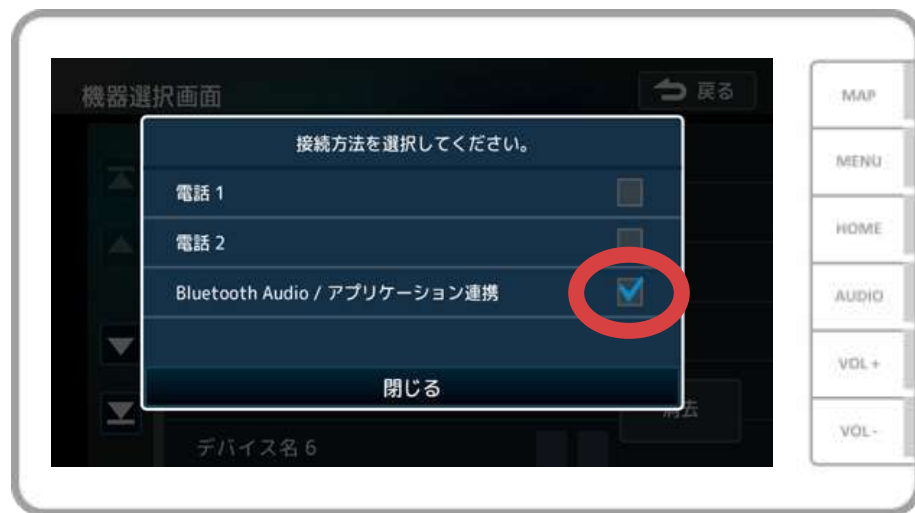 機器選択画面
戻る
接続方法を選択してください。
電話 1
電話 2
Bluetooth Audio / アプリケーション連携
閉じる
消去
デバイス名 6
MAP
MENU
HOME
AUDIO
VOL +
VOL -